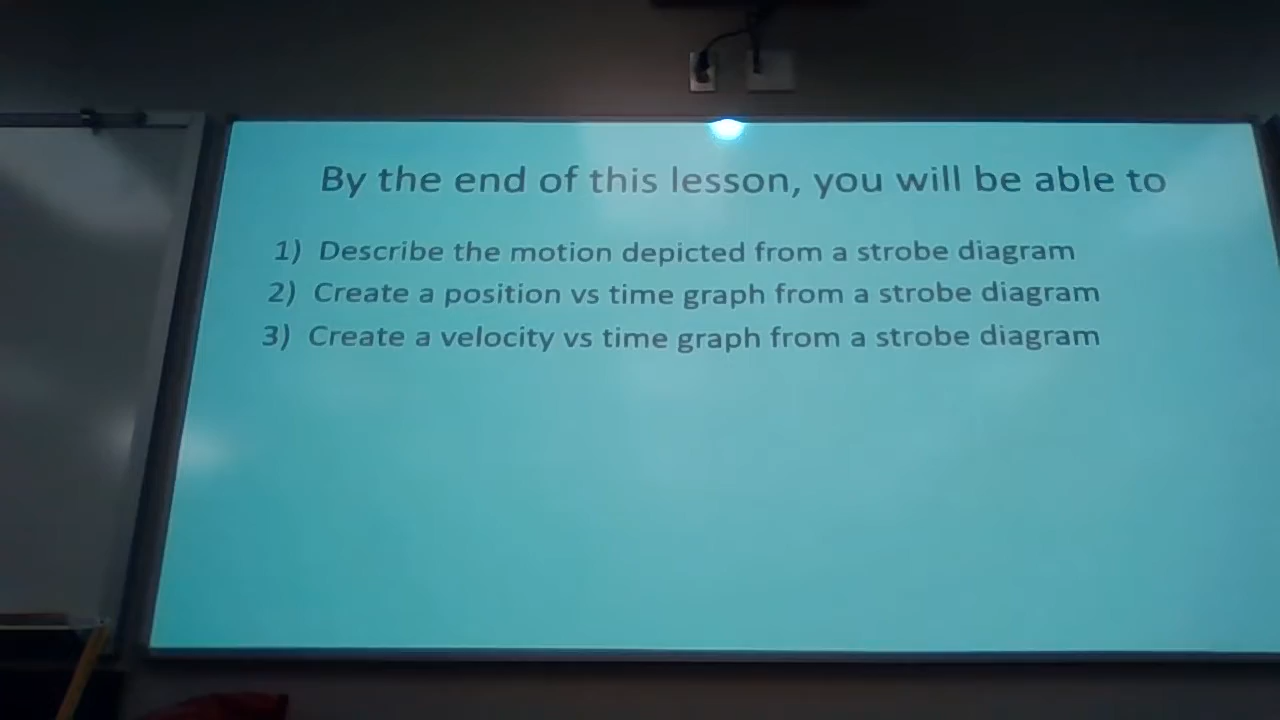 By the end of this lesson, you will be able to
1) Describe the motion depicted from a strobe diagram
2) Create a position vs time graph from a strobe diagram
3) Create a velocity vs time graph from a strobe diagram